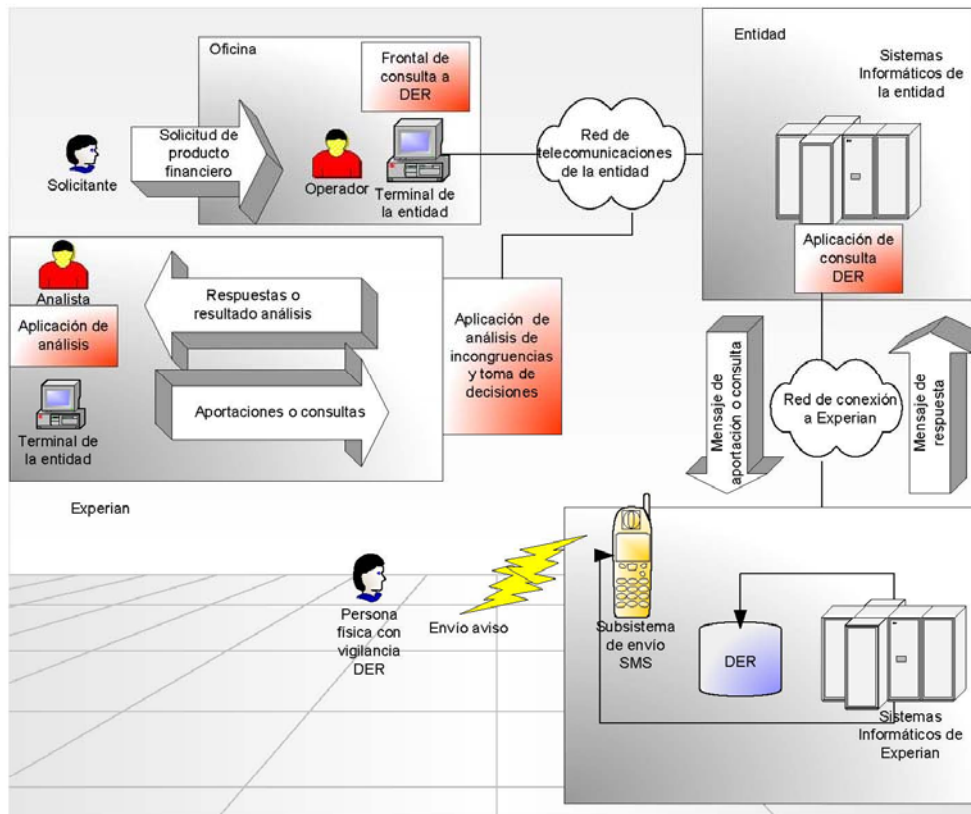 Oficina
Frontal de
consulta a
DER
Solicitud de
producto
financiero
Solicitante
Operador
Terminal de
la entidad
Red de
telecomunicaciones
de la entidad
Entidad
Sistemas
Informáticos de
la entidad
Aplicación de
consulta
DER
Analista
Aplicación de
análisis
Terminal de
la entidad
Respuestas o
resultado análisis
Aportaciones o consultas
Aplicación de
análisis de
incongruencias
y toma de
decisiones
Mensaje de
aportación o consulta
Red de conexión
a Experian
Mensaje de
respuesta
Experian
Persona
física con
vigilancia
DER
Envío aviso
Subsistema
de envío
SMS
DER
Sistemas
Informáticos de
Experian